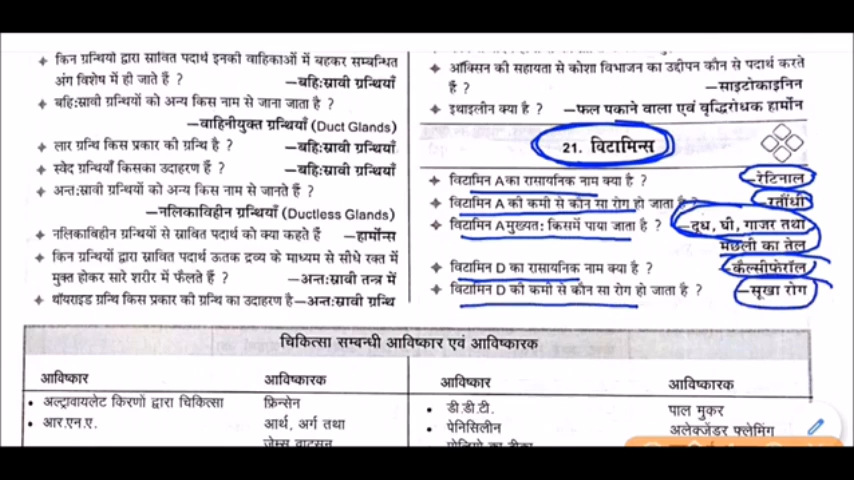 ✦ किन ग्रन्थियों द्वारा स्रावित पदार्थ इनकी वाहिकाओं में बहकर सम्बन्धित
अंग विशेष में ही जाते हैं ?
—बहि:स्रावी ग्रन्थियाँ
✦ बहि:स्रावी ग्रन्थियों को अन्य किस नाम से जाना जाता है ?
—वाहिनीयुक्त ग्रन्थियाँ (Duct Glands)
✦ लार ग्रन्थि किस प्रकार की ग्रन्थि है ? —बहि:स्रावी ग्रन्थियाँ
✦ स्वेद ग्रन्थियाँ किसका उदाहरण हैं ? —बहि:स्रावी ग्रन्थियाँ
✦ अन्त:स्रावी ग्रन्थियों को अन्य किस नाम से जानते हैं ?
—नलिकाविहीन ग्रन्थियाँ (Ductless Glands)
✦ नलिकाविहीन ग्रन्थियों से स्रावित पदार्थ को क्या कहते हैं —हार्मोन्स
✦ किन ग्रन्थियों द्वारा स्रावित पदार्थ ऊतक द्रव्य के माध्यम से सीधे रक्त में
मुक्त होकर सारे शरीर में फैलते हैं ? —अन्त:स्रावी तन्त्र में
✦ थॉयराइड ग्रन्थि किस प्रकार की ग्रन्थि का उदाहरण है—अन्त:स्रावी ग्रन्थि
✦ ऑक्सिन की सहायता से कोशा विभाजन का उद्दीपन कौन से पदार्थ करते
हैं ? —साइटोकाइनिन
✦ इथाइलीन क्या है ? —फल पकाने वाला एवं वृद्धिरोधक हार्मोन
21. विटामिन्स
✦ विटामिन A का रासायनिक नाम क्या है ? —रेटिनाल
✦ विटामिन A की कमी से कौन सा रोग हो जाता है ? —रतौंधी
✦ विटामिन A मुख्यत: किसमें पाया जाता है ? —दूध, घी, गाजर तथा
मछली का तेल
✦ विटामिन D का रासायनिक नाम क्या है ? —कैल्सीफेरॉल
✦ विटामिन D की कमी से कौन सा रोग हो जाता है ? —सूखा रोग
चिकित्सा सम्बन्धी आविष्कार एवं आविष्कारक
आविष्कार आविष्कारक आविष्कार आविष्कारक
• अल्ट्रावायलेट किरणों द्वारा चिकित्सा फ्रिन्सेन
• डी.डी.टी. पाल मुकर
• आर.एन.ए. आर्थ, अर्ग तथा
जेम्स वाटसन
• पेनिसिलीन अलेक्जेंडर फ्लेमिंग
पोलियो का टीका